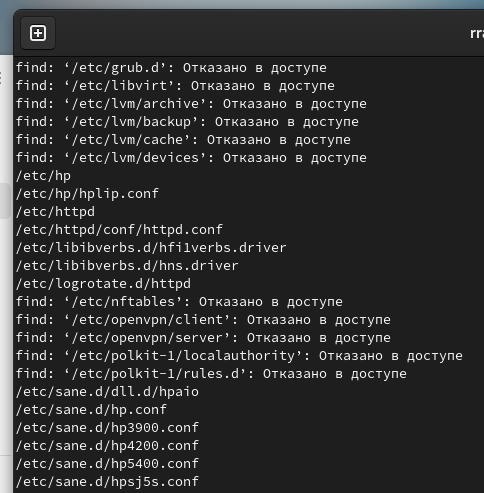 rra
find: ‘/etc/grub.d’: Отказано в доступе
find: ‘/etc/libvirt’: Отказано в доступе
find: ‘/etc/lvm/archive’: Отказано в доступе
find: ‘/etc/lvm/backup’: Отказано в доступе
find: ‘/etc/lvm/cache’: Отказано в доступе
find: ‘/etc/lvm/devices’: Отказано в доступе
/etc/hp
/etc/hp/hplip.conf
/etc/httpd
/etc/httpd/conf/httpd.conf
/etc/libibverbs.d/hfi1verbs.driver
/etc/libibverbs.d/hns.driver
/etc/logrotate.d/httpd
find: ‘/etc/nftables’: Отказано в доступе
find: ‘/etc/openvpn/client’: Отказано в доступе
find: ‘/etc/openvpn/server’: Отказано в доступе
find: ‘/etc/polkit-1/localauthority’: Отказано в доступе
find: ‘/etc/polkit-1/rules.d’: Отказано в доступе
/etc/sane.d/dll.d/hpaio
/etc/sane.d/hp.conf
/etc/sane.d/hp3900.conf
/etc/sane.d/hp4200.conf
/etc/sane.d/hp5400.conf
/etc/sane.d/hpsj5s.conf